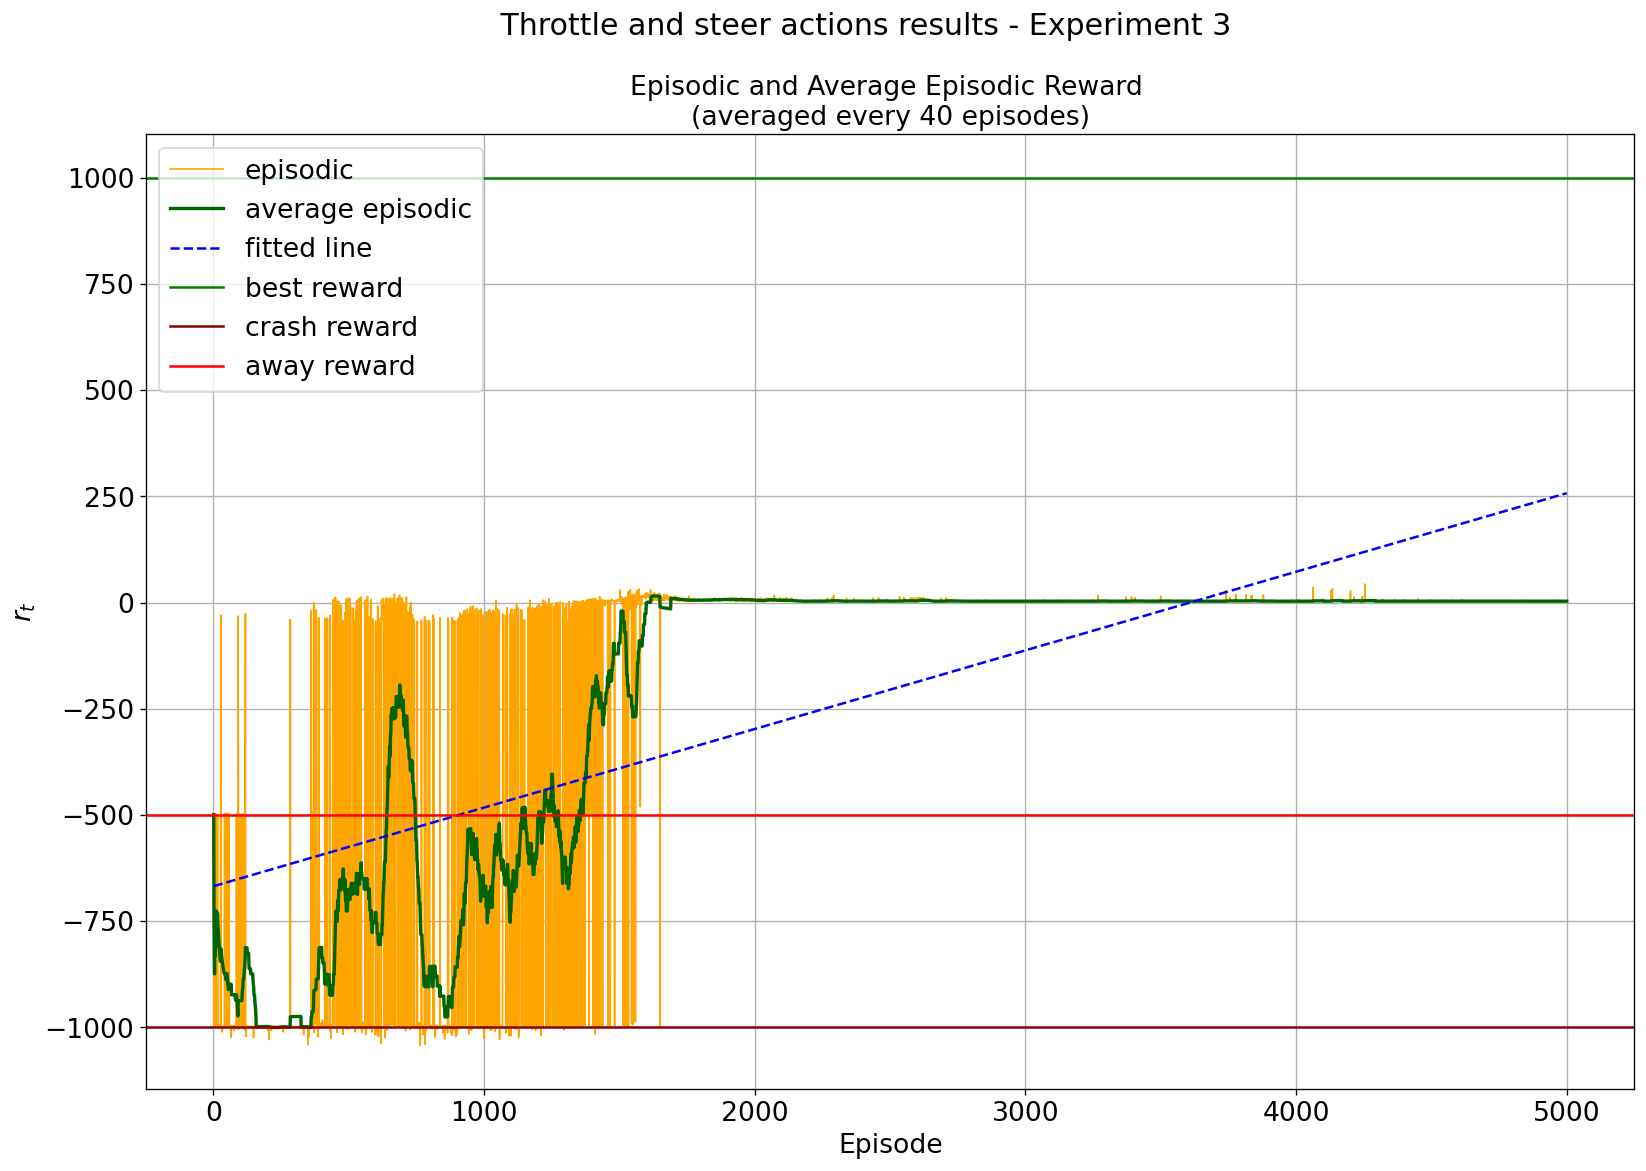 Throttle and steer actions results - Experiment 3
Episodic and Average Episodic Reward
(averaged every 40 episodes)
episodic
average episodic
fitted line
best reward
crash reward
away reward
1000
750
500
250
0
−250
−500
−750
−1000
r_t
0 1000 2000 3000 4000 5000
Episode